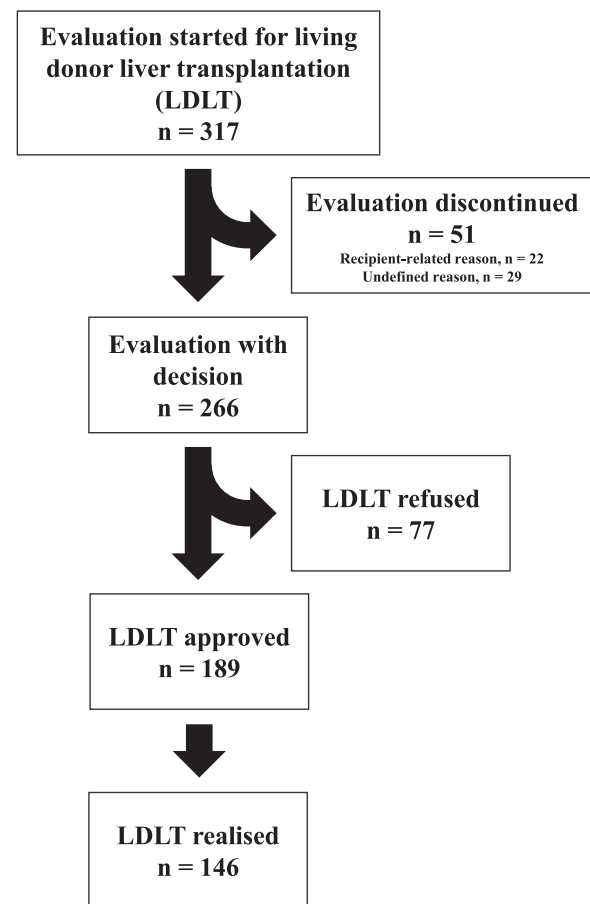 Evaluation started for living
donor liver transplantation
(LDLT)
n = 317
Evaluation discontinued
n = 51
Recipient-related reason, n = 22
Undefined reason, n = 29
Evaluation with
decision
n = 266
LDLT refused
n = 77
LDLT approved
n = 189
LDLT realised
n = 146